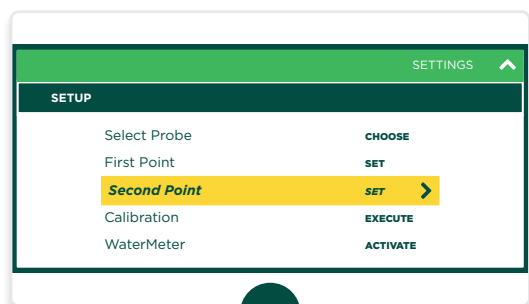 SETTINGS
SETUP
Select Probe CHOOSE
First Point SET
Second Point SET
Calibration EXECUTE
WaterMeter ACTIVATE